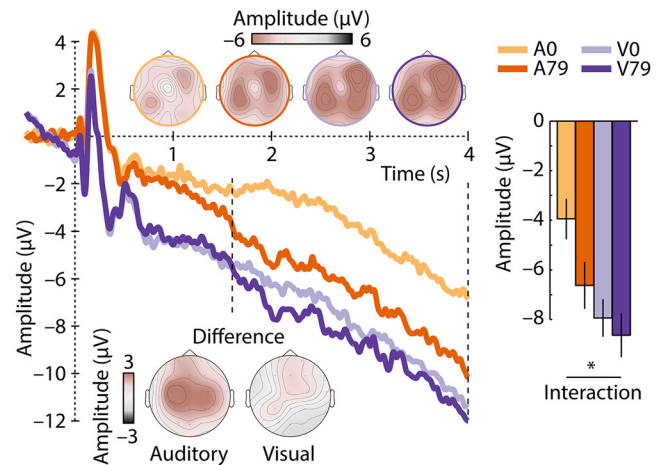 Amplitude (µV)
−6 6
A0 V0
A79 V79
4
2
−2
−4
−6
−8
−10
−12
Amplitude (µV)
1 2 3 4
Time (s)
Difference
Amplitude (µV)
3
−3
Auditory Visual
0
−2
−4
−6
−8
Amplitude (µV)
*
Interaction